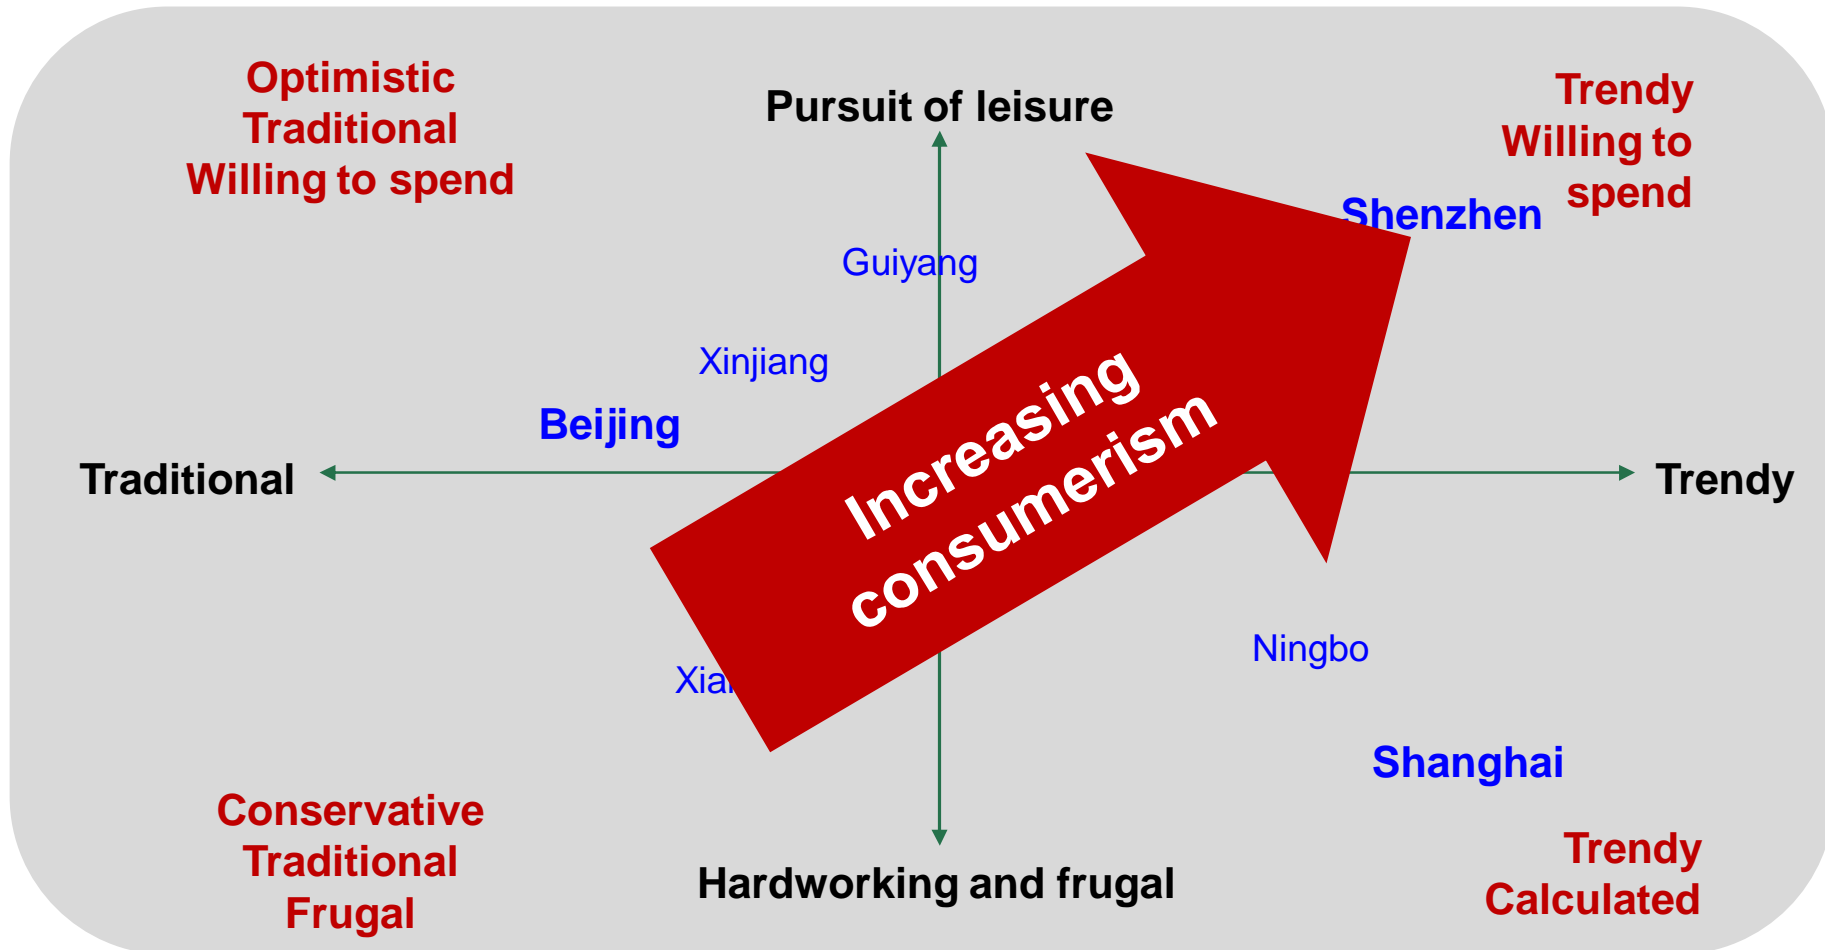 Optimistic
Traditional
Willing to spend
Pursuit of leisure
Trendy
Willing to
spend
Shenzhen
Guiyang
Xinjiang
Beijing
Traditional
Trendy
Increasing
consumerism
Ningbo
Shanghai
Conservative
Traditional
Frugal
Hardworking and frugal
Trendy
Calculated